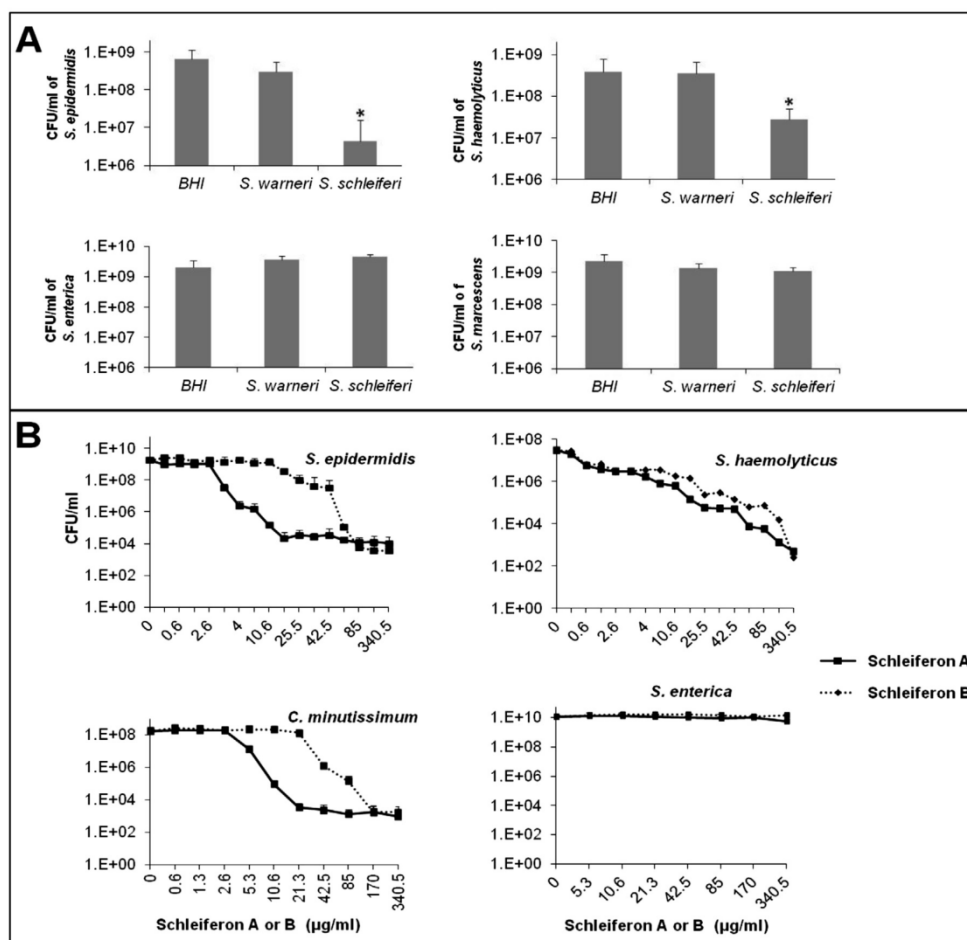 A
CFU/ml of
S. epidermidis
1.E+09
1.E+08
1.E+07
1.E+06
*
BHI
S. warneri
S. schleiferi
CFU/ml of
S. haemolyticus
1.E+09
1.E+08
1.E+07
1.E+06
*
BHI
S. warneri
S. schleiferi
CFU/ml of
S. enterica
1.E+10
1.E+09
1.E+08
1.E+07
1.E+06
BHI
S. warneri
S. schleiferi
CFU/ml o f
S. marcescens
1.E+10
1.E+09
1.E+08
1.E+07
1.E+06
BHI
S. warneri
S. schleiferi
B
CFU/ml
1.E+10
1.E+08
1.E+06
1.E+04
1.E+02
1.E+00
S. epidermidis
0
0.6
2.6
4
10.6
25.5
42.5
85
340.5
1.E+08
1.E+06
1.E+04
1.E+02
1.E+00
S. haemolyticus
0
0.6
2.6
4
10.6
25.5
42.5
85
340.5
Schleiferon A
Schleiferon B
C. minutissimum
1.E+08
1.E+06
1.E+04
1.E+02
1.E+00
0
0.6
1.3
2.6
5.3
10.6
21.3
42.5
85
170
340.5
Schleiferon A or B (µg/ml)
S. enterica
1.E+10
1.E+08
1.E+06
1.E+04
1.E+02
1.E+00
0
5.3
10.6
21.3
42.5
85
170
340.5
Schleiferon A or B (µg/ml)